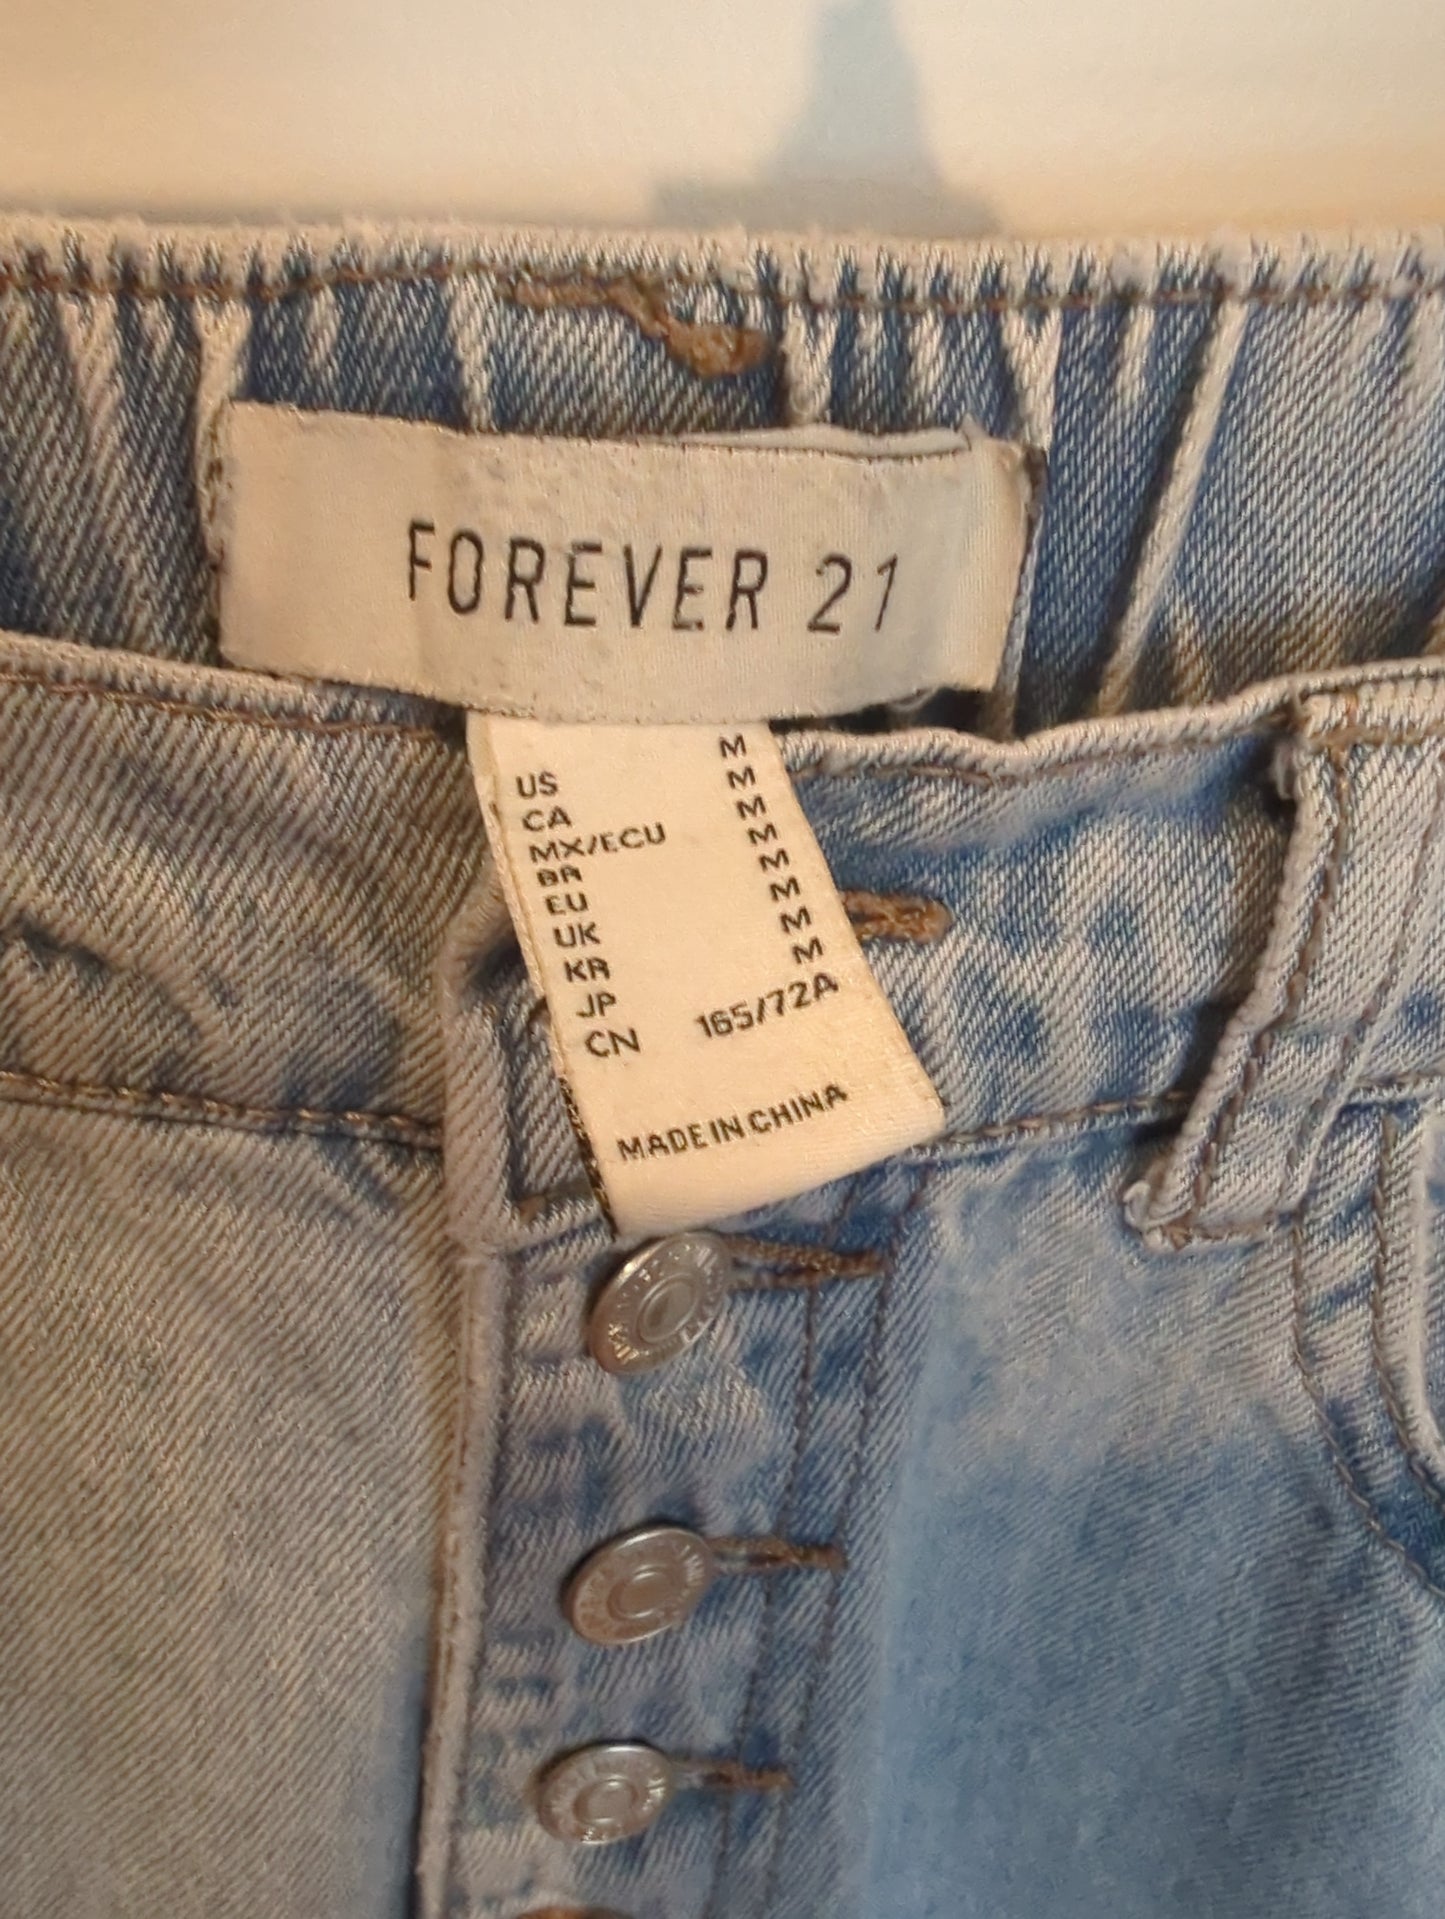 FOREVER 21
US M
CA M
MX/ECU M
BR M
EU M
UK M
KR M
JP M
CN 165/72A
MADE IN CHINA